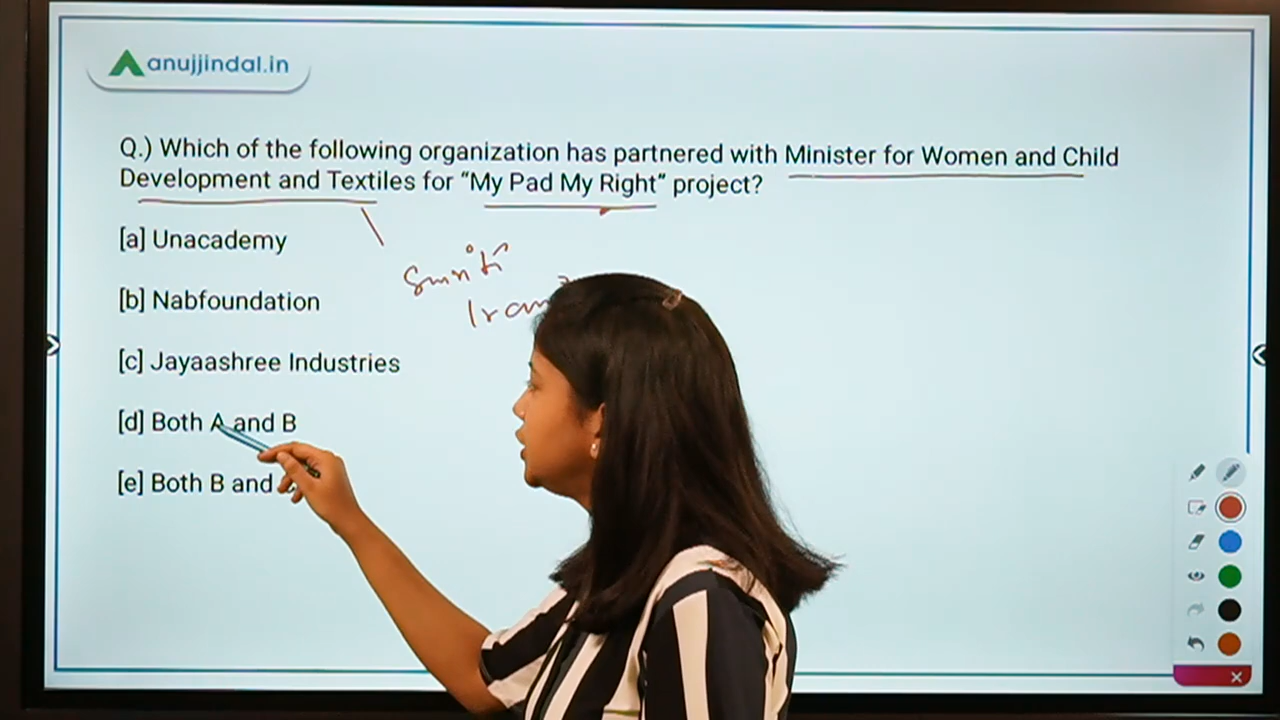 anujjindal.in
Q.) Which of the following organization has partnered with Minister for Women and Child
Development and Textiles for “My Pad My Right” project?
[a] Unacademy
Smriti
[b] Nabfoundation
[c] Jayaashree Industries
[d] Both A and B
[e] Both B and